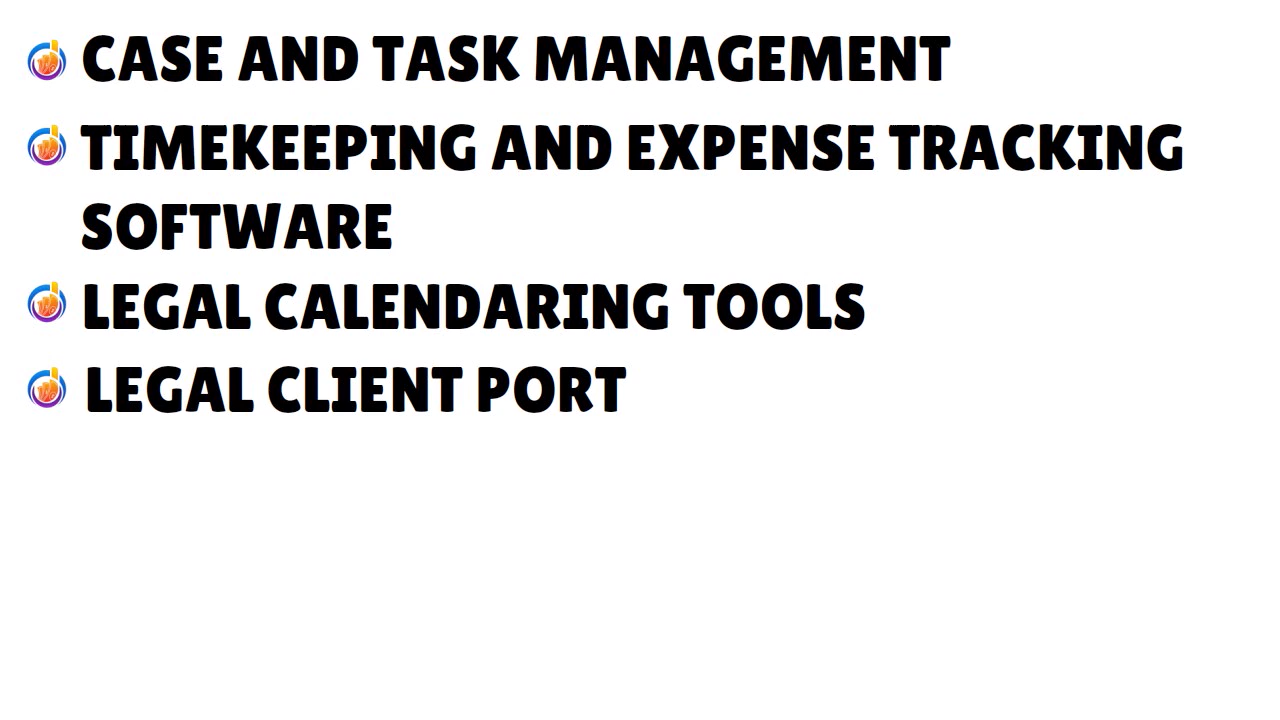 CASE AND TASK MANAGEMENT
TIMEKEEPING AND EXPENSE TRACKING
SOFTWARE
LEGAL CALENDARING TOOLS
LEGAL CLIENT PORT